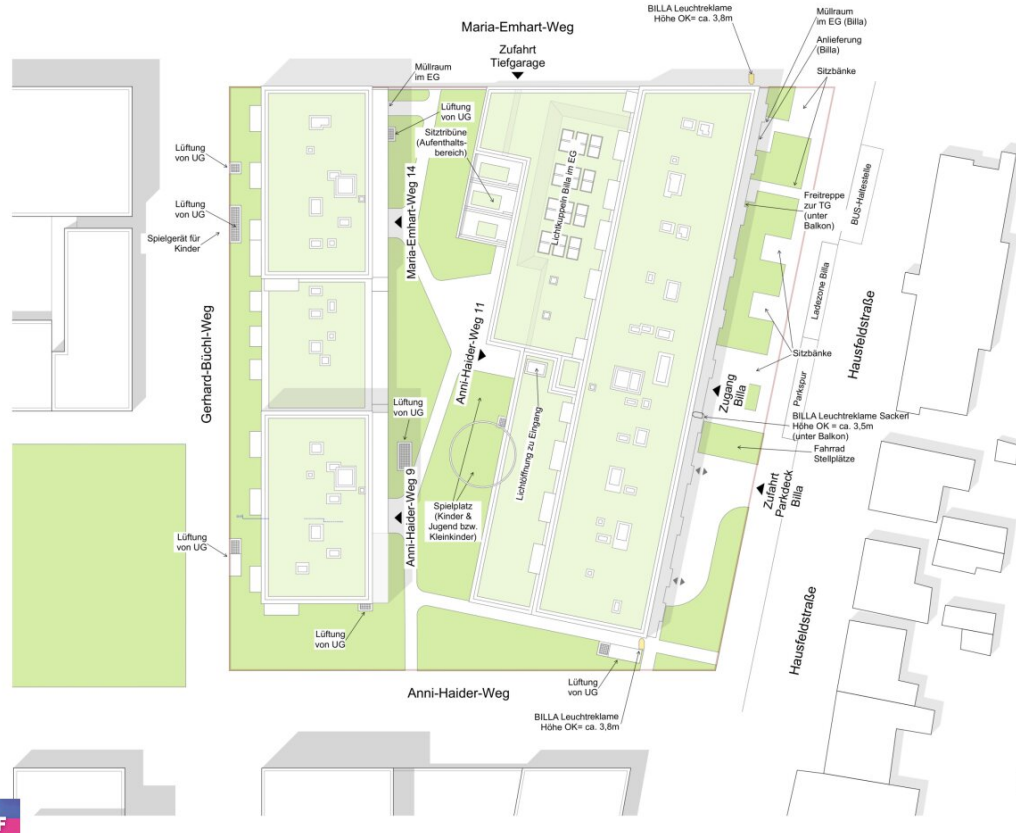 BILLA Leuchtreklame
Höhe OK= ca. 3,8m
Müllraum
im EG (Billa)
Maria-Emhart-Weg
Anlieferung
(Billa)
Zufahrt
Tiefgarage
Sitzbänke
Müllraum
im EG
Lüftung
von UG
Sitztribüne
(Aufenthalts-
bereich)
Lüftung
von UG
Lichtkuppeln Billa im EG
Maria-Emhart-Weg 14
Freitreppe
zur TG (unter
Balkon)
BUS-Haltestelle
Lüftung
von UG
Spielgerät für
Kinder
Ladezone Billa
Hausfeldstraße
Gerhard-Büchl-Weg
Anni-Haider-Weg 11
Sitzbänke
Parkspur
Zugang
Billa
Lüftung
von UG
BILLA Leuchtreklame Sackerl
Höhe OK = ca. 3,5m
(unter Balkon)
Lichtöffnung zu Eingang
Fahrrad
Stellplätze
Zufahrt
Parkdeck
Billa
Spielplatz
(Kinder &
Jugend bzw.
Kleinkinder)
Anni-Haider-Weg 9
Lüftung
von UG
Lüftung
von UG
Hausfeldstraße
Lüftung
von UG
Anni-Haider-Weg
BILLA Leuchtreklame
Höhe OK= ca. 3,8m
F